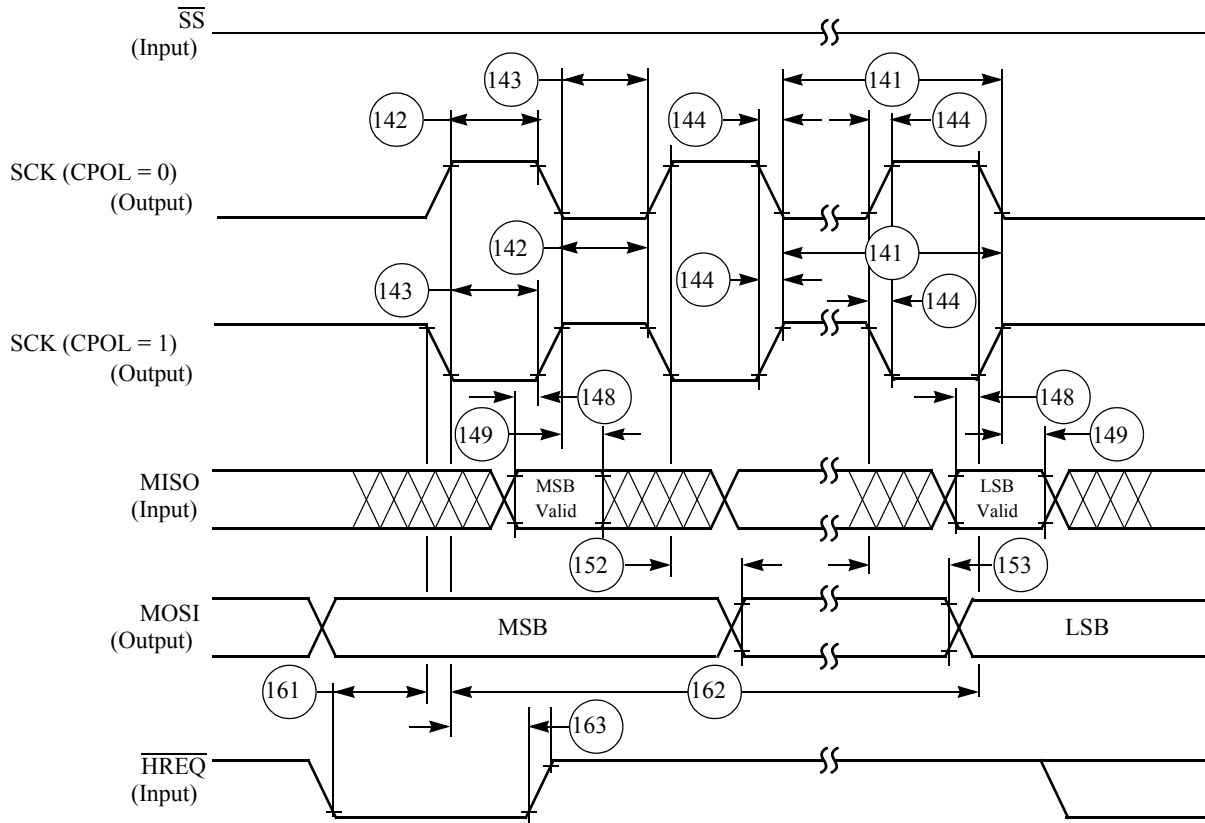 SS
(Input)
143
141
142
144
144
SCK (CPOL = 0)
(Output)
142
141
143
144
144
SCK (CPOL = 1)
(Output)
148
148
149
149
MISO
(Input)
MSB
Valid
LSB
Valid
152
153
MOSI
(Output)
MSB
LSB
161
162
163
HREQ
(Input)